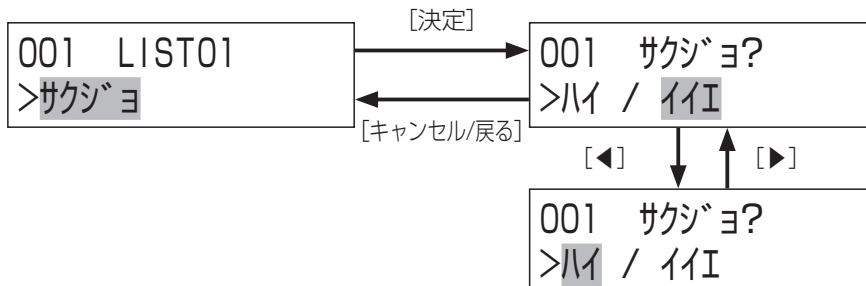 [決定]
001 LIST01
>サクジョ
001 サクジョ?
>ハイ / イイエ
[キャンセル/戻る]
[◀] [▶]
001 サクジョ?
>ハイ / イイエ